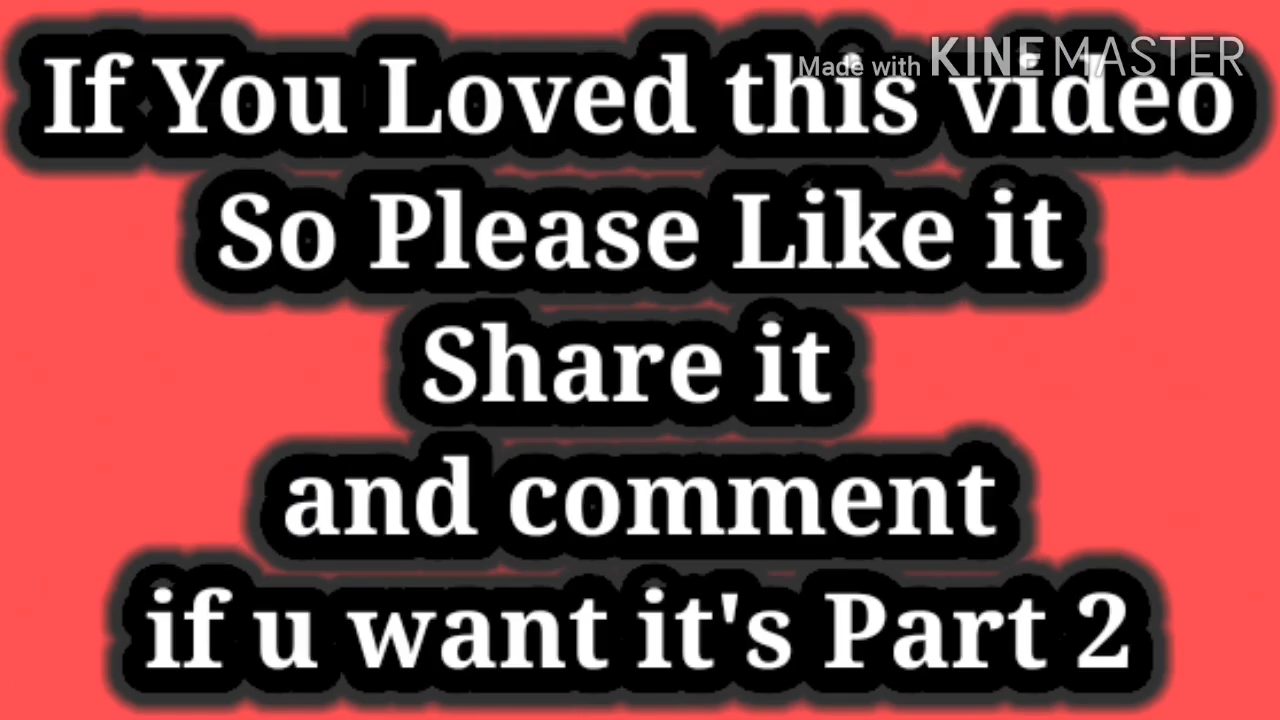 Made with KINEMASTER
If You Loved this video
So Please Like it
Share it
and comment
if u want it's Part 2